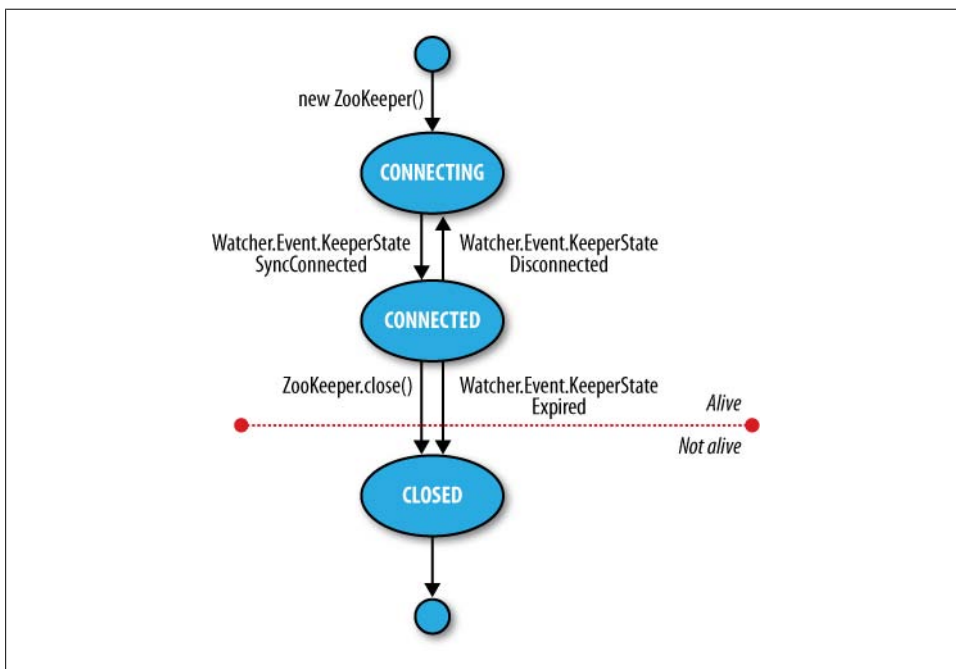 new ZooKeeper()
CONNECTING
Watcher.Event.KeeperState
SyncConnected
Watcher.Event.KeeperState
Disconnected
CONNECTED
ZooKeeper.close()
Watcher.Event.KeeperState
Expired
Alive
Not alive
CLOSED